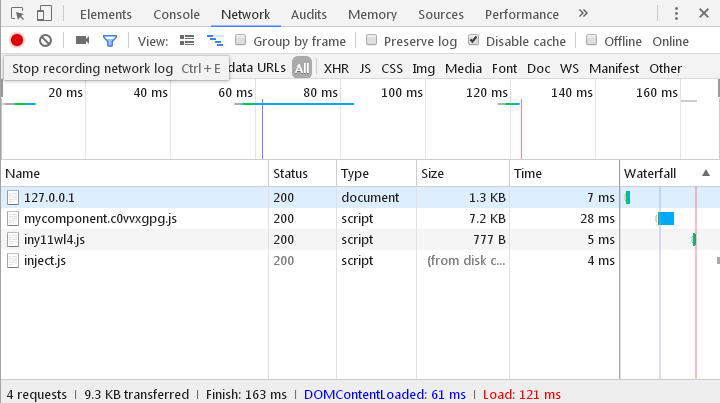 Elements Console Network Audits Memory Sources Performance
View: Group by frame Preserve log Disable cache Offline Online
Stop recording network log Ctrl+E data URLs All XHR JS CSS Img Media Font Doc WS Manifest Other
20 ms 40 ms 60 ms 80 ms 100 ms 120 ms 140 ms 160 ms
Name Status Type Size Time Waterfall
127.0.0.1 200 document 1.3 KB 7 ms
mycomponent.c0vvxgpg.js 200 script 7.2 KB 28 ms
iny11wl4.js 200 script 777 B 5 ms
inject.js 200 script (from disk c... 4 ms
4 requests | 9.3 KB transferred | Finish: 163 ms | DOMContentLoaded: 61 ms | Load: 121 ms